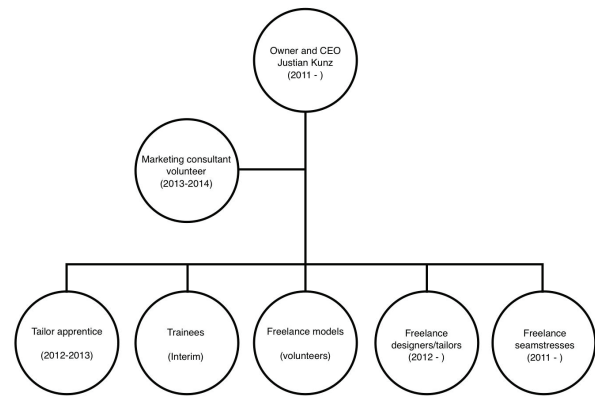 Owner and CEO
Justian Kunz
(2011 - )
Marketing consultant
volunteer
(2013-2014)
Tailor apprentice
(2012-2013)
Trainees
(Interim)
Freelance models
(volunteers)
Freelance
designers/tailors
(2012 - )
Freelance
seamstresses
(2011 - )